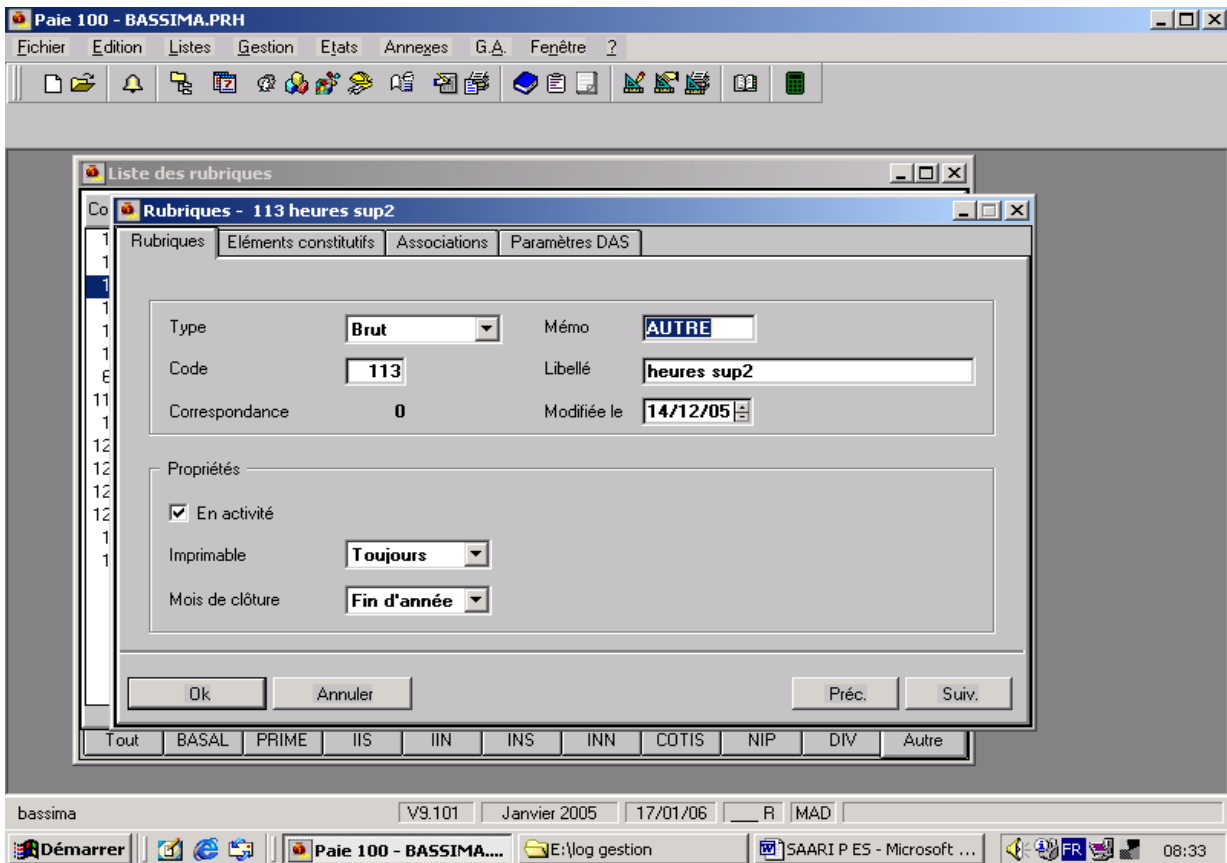 Paie 100 - BASSIMA.PRH
Fichier Edition Listes Gestion Etats Annexes G.A. Fenêtre ?
Liste des rubriques
Co
Rubriques - 113 heures sup2
Rubriques Eléments constitutifs Associations Paramètres DAS
Type Brut Mémo AUTRE
Code 113 Libellé heures sup2
Correspondance 0 Modifiée le 14/12/05
Propriétés
En activité
Imprimable Toujours
Mois de clôture Fin d'année
Ok Annuler Préc. Suiv.
Tout BASAL PRIME IIS IIN INS INN COTIS NIP DIV Autre
bassima V9.101 Janvier 2005 17/01/06 ___ R MAD
Démarrer Paie 100 - BASSIMA.... E:\log gestion SAARI P ES - Microsoft ... FR 08:33